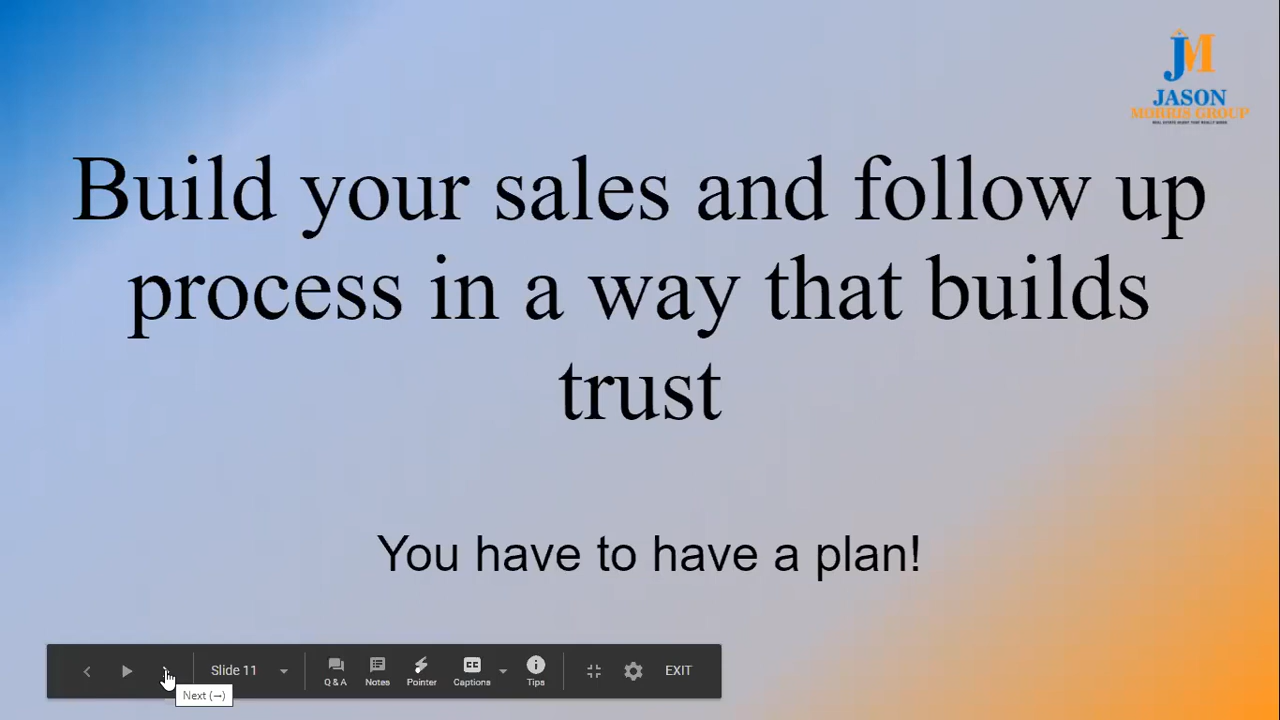 JM
JASON
MORRIS GROUP
Build your sales and follow up
process in a way that builds
trust
You have to have a plan!
Slide 11
Q & A
Notes
Pointer
Captions
Tips
EXIT
Next (→)